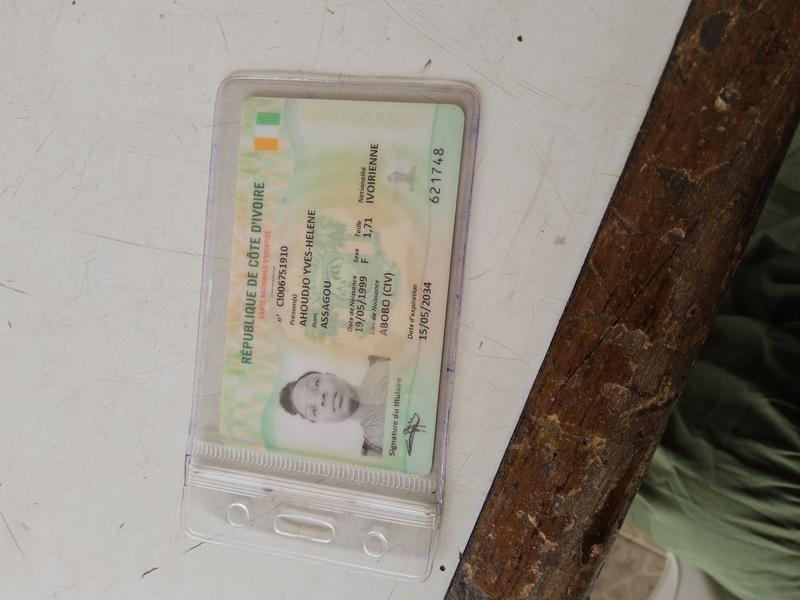 RÉPUBLIQUE DE CÔTE D'IVOIRE
CARTE NATIONALE D'IDENTITÉ
n° CI006751910
Prénom(s)
AHOUDJO YVES-HELENE
Nom
ASSAGOU
Date de Naissance Sexe Taille Nationalité
19/05/1999 F 1,71 IVOIRIENNE
Lieu de Naissance
ABOBO (CIV)
Date d'expiration
15/05/2034
621748
Signature du titulaire